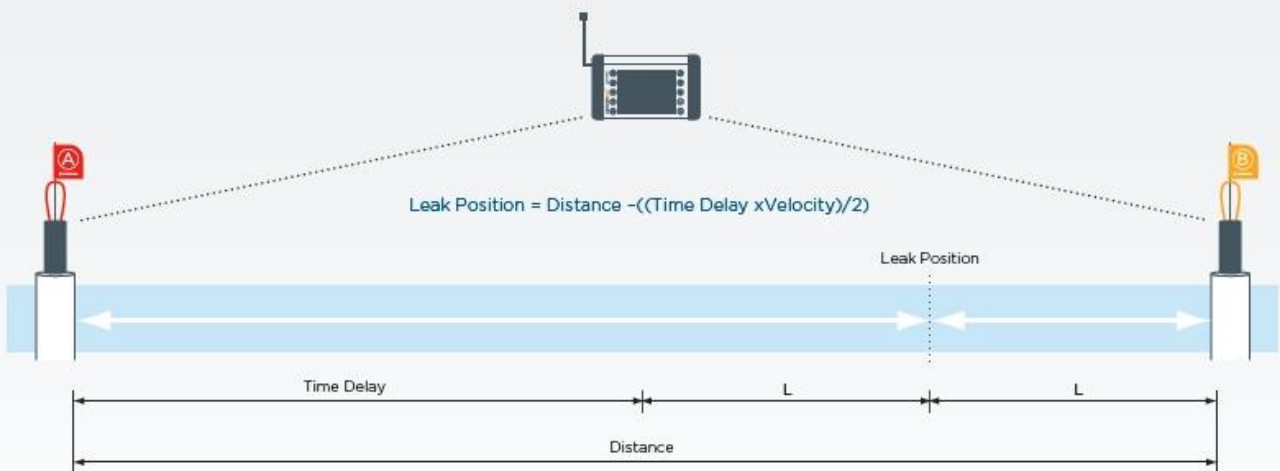 A
B
Leak Position = Distance –((Time Delay xVelocity)/2)
Leak Position
Time Delay
L
L
Distance